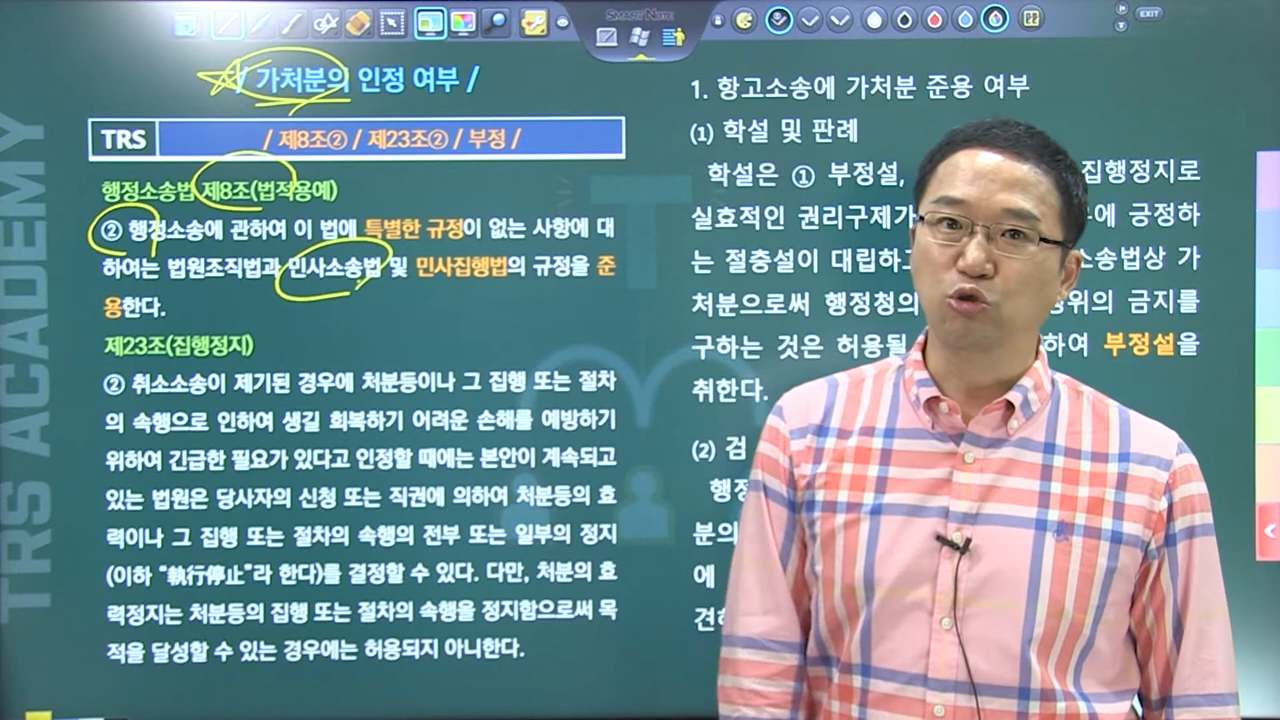 SMART NOTE
EXIT
TRS ACADEMY
/ 가처분의 인정 여부 /
TRS
/ 제8조② / 제23조② / 부정 /
행정소송법 제8조(법적용예)
② 행정소송에 관하여 이 법에 특별한 규정이 없는 사항에 대
하여는 법원조직법과 민사소송법 및 민사집행법의 규정을 준
용한다.
제23조(집행정지)
② 취소소송이 제기된 경우에 처분등이나 그 집행 또는 절차
의 속행으로 인하여 생길 회복하기 어려운 손해를 예방하기
위하여 긴급한 필요가 있다고 인정할 때에는 본안이 계속되고
있는 법원은 당사자의 신청 또는 직권에 의하여 처분등의 효
력이나 그 집행 또는 절차의 속행의 전부 또는 일부의 정지
(이하 “執行停止”라 한다)를 결정할 수 있다. 다만, 처분의 효
력정지는 처분등의 집행 또는 절차의 속행을 정지함으로써 목
적을 달성할 수 있는 경우에는 허용되지 아니한다.
1. 항고소송에 가처분 준용 여부
(1) 학설 및 판례
학설은 ① 부정설, 집행정지로
실효적인 권리구제가 에 긍정하
는 절충설이 대립하고 소송법상 가
처분으로써 행정청의 행위의 금지를
구하는 것은 허용될 하여 부정설을
취한다.
(2) 검
행정
분의
에